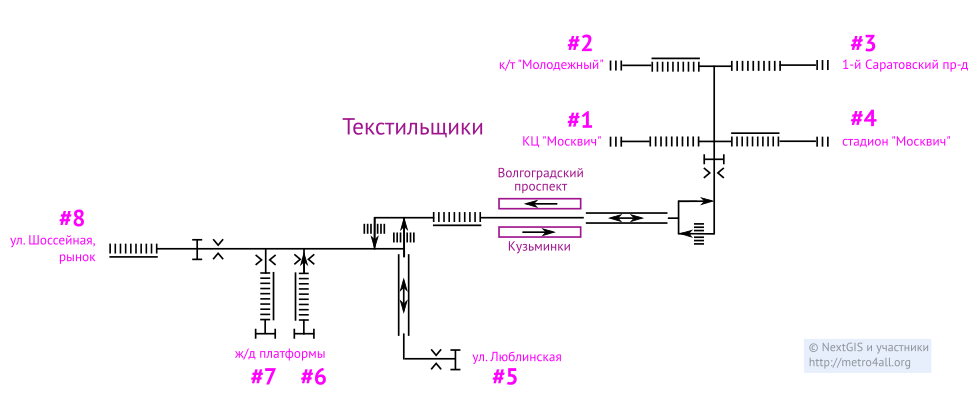 #2
#3
к/т "Молодежный"
1-й Саратовский пр-д
#1
#4
Текстильщики
КЦ "Москвич"
стадион "Москвич"
Волгоградский
проспект
#8
ул. Шоссейная,
рынок
Кузьминки
ж/д платформы
ул. Люблинская
#7
#6
#5
© NextGIS и участники
http://metro4all.org